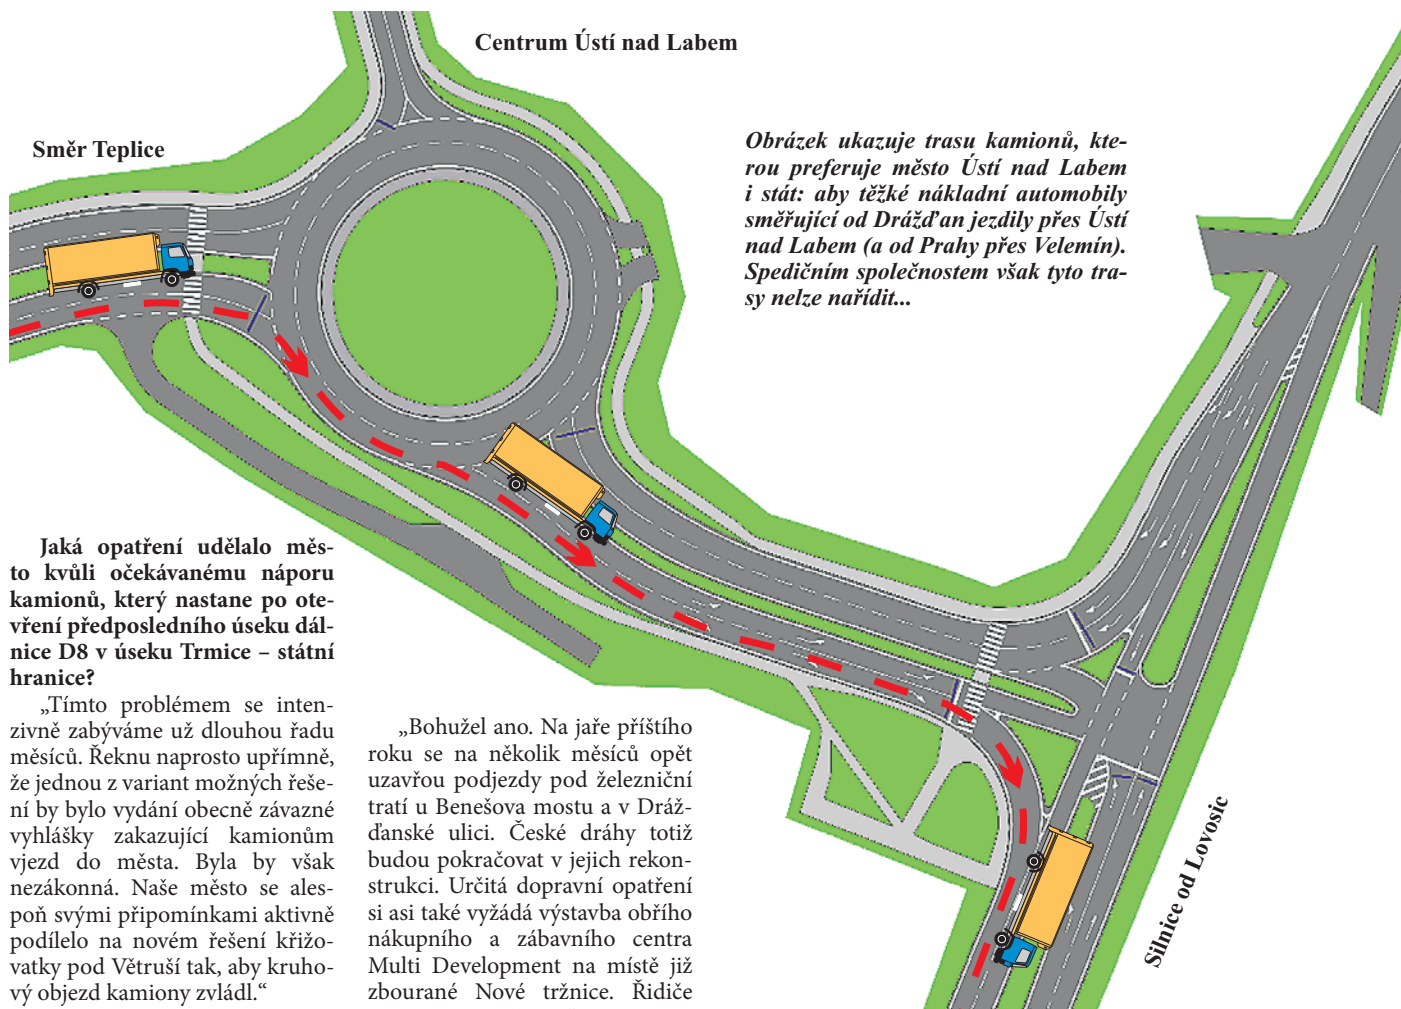 Centrum Ústí nad Labem
Směr Teplice
Obrázek ukazuje trasu kamionů, kte-
rou preferuje město Ústí nad Labem
i stát: aby těžké nákladní automobily
směřující od Drážďan jezdily přes Ústí
nad Labem (a od Prahy přes Velemín).
Spedičním společnostem však tyto tra-
sy nelze nařídit...
Jaká opatření udělalo měs-
to kvůli očekávanému náporu
kamionů, který nastane po ote-
vření předposledního úseku dál-
nice D8 v úseku Trmice – státní
hranice?
„Tímto problémem se inten-
zivně zabýváme už dlouhou řadu
měsíců. Řeknu naprosto upřímně,
že jednou z variant možných řeše-
ní by bylo vydání obecně závazné
vyhlášky zakazující kamionům
vjezd do města. Byla by však
nezákonná. Naše město se ales-
poň svými připomínkami aktivně
podílelo na novém řešení křižo-
vatky pod Větruší tak, aby kruho-
vý objezd kamiony zvládl.“
„Bohužel ano. Na jaře příštího
roku se na několik měsíců opět
uzavřou podjezdy pod železniční
tratí u Benešova mostu a v Dráž-
ďanské ulici. České dráhy totiž
budou pokračovat v jejich rekon-
strukci. Určitá dopravní opatření
si asi také vyžádá výstavba obřího
nákupního a zábavního centra
Multi Development na místě již
zbourané Nové tržnice. Řidiče
Silnice od Lovosic